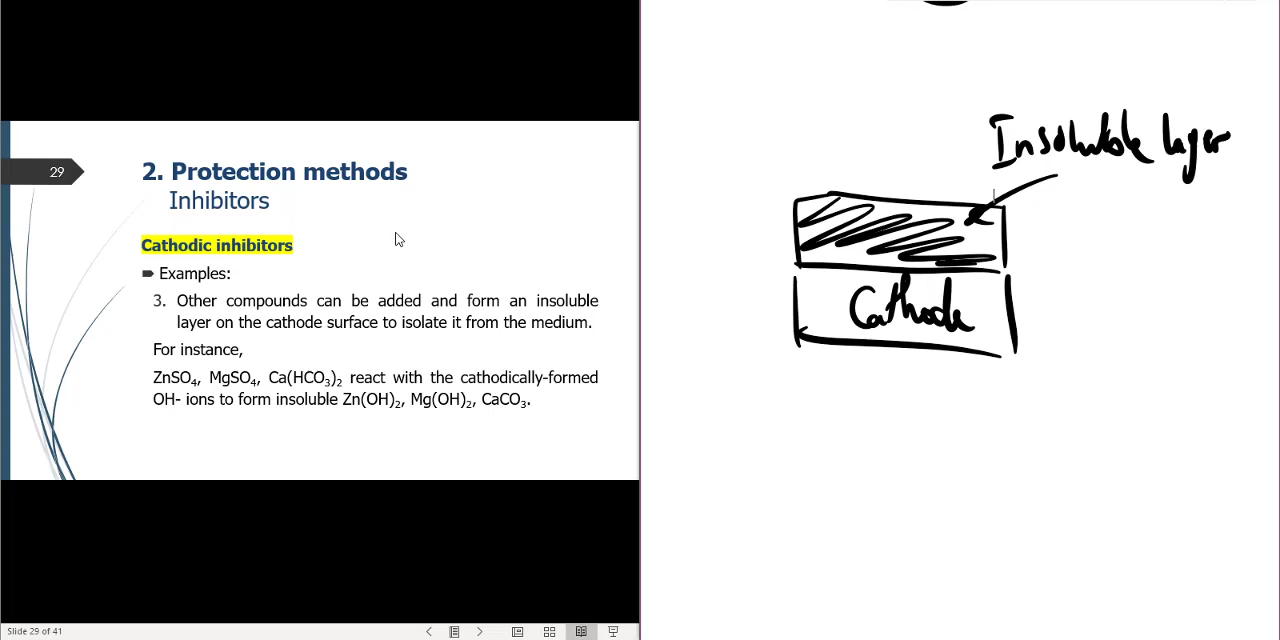 29
2. Protection methods
Inhibitors
Cathodic inhibitors
Examples:
3. Other compounds can be added and form an insoluble
layer on the cathode surface to isolate it from the medium.
For instance,
ZnSO₄, MgSO₄, Ca(HCO₃)₂ react with the cathodically-formed
OH- ions to form insoluble Zn(OH)₂, Mg(OH)₂, CaCO₃.
Slide 29 of 41
Insoluble layer
Cathode